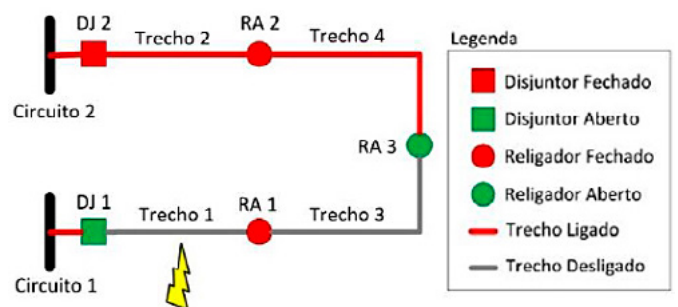 DJ 2
RA 2
Trecho 2
Trecho 4
Circuito 2
RA 3
DJ 1
RA 1
Trecho 1
Trecho 3
Circuito 1
Legenda
Disjuntor Fechado
Disjuntor Aberto
Religador Fechado
Religador Aberto
Trecho Ligado
Trecho Desligado